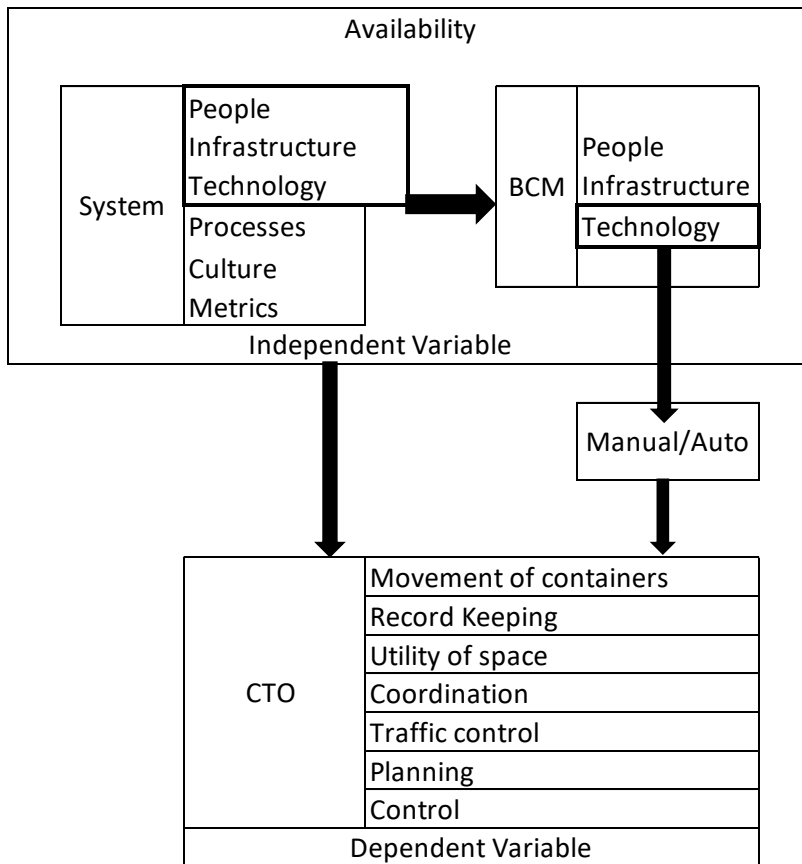 Availability
System
People
Infrastructure
Technology
Processes
Culture
Metrics
BCM
People
Infrastructure
Technology
Independent Variable
Manual/Auto
CTO
Movement of containers
Record Keeping
Utility of space
Coordination
Traffic control
Planning
Control
Dependent Variable